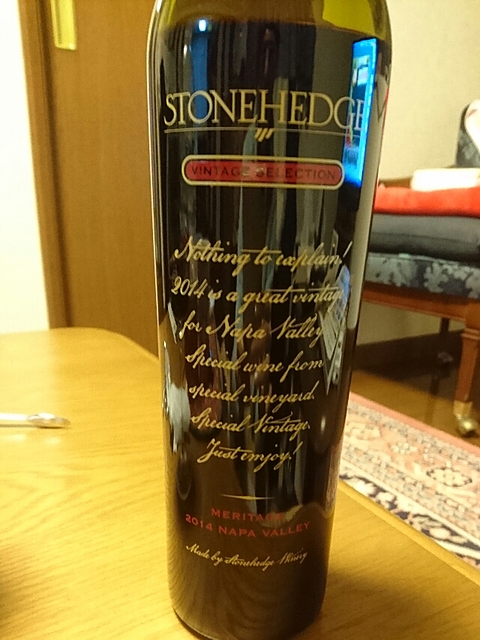 STONEHEDGE
VINTAGE SELECTION
Nothing to explain!
2014 is a great vintage
for Napa Valley
Special wine from
special vineyard.
Special Vintage.
Just enjoy!
MERITAGE
2014 NAPA VALLEY
Made by Stonehedge Winery